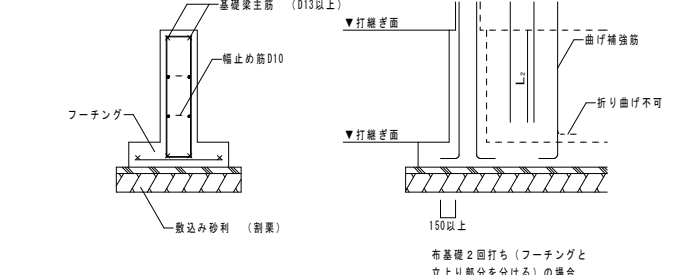 基礎梁主筋 （D13以上）
幅止め筋D10
フーチング
敷込み砂利 （割栗）
▼打継ぎ面
曲げ補強筋
L2
折り曲げ不可
▼打継ぎ面
150以上
布基礎２回打ち（フーチングと
立上り部分を分ける）の場合